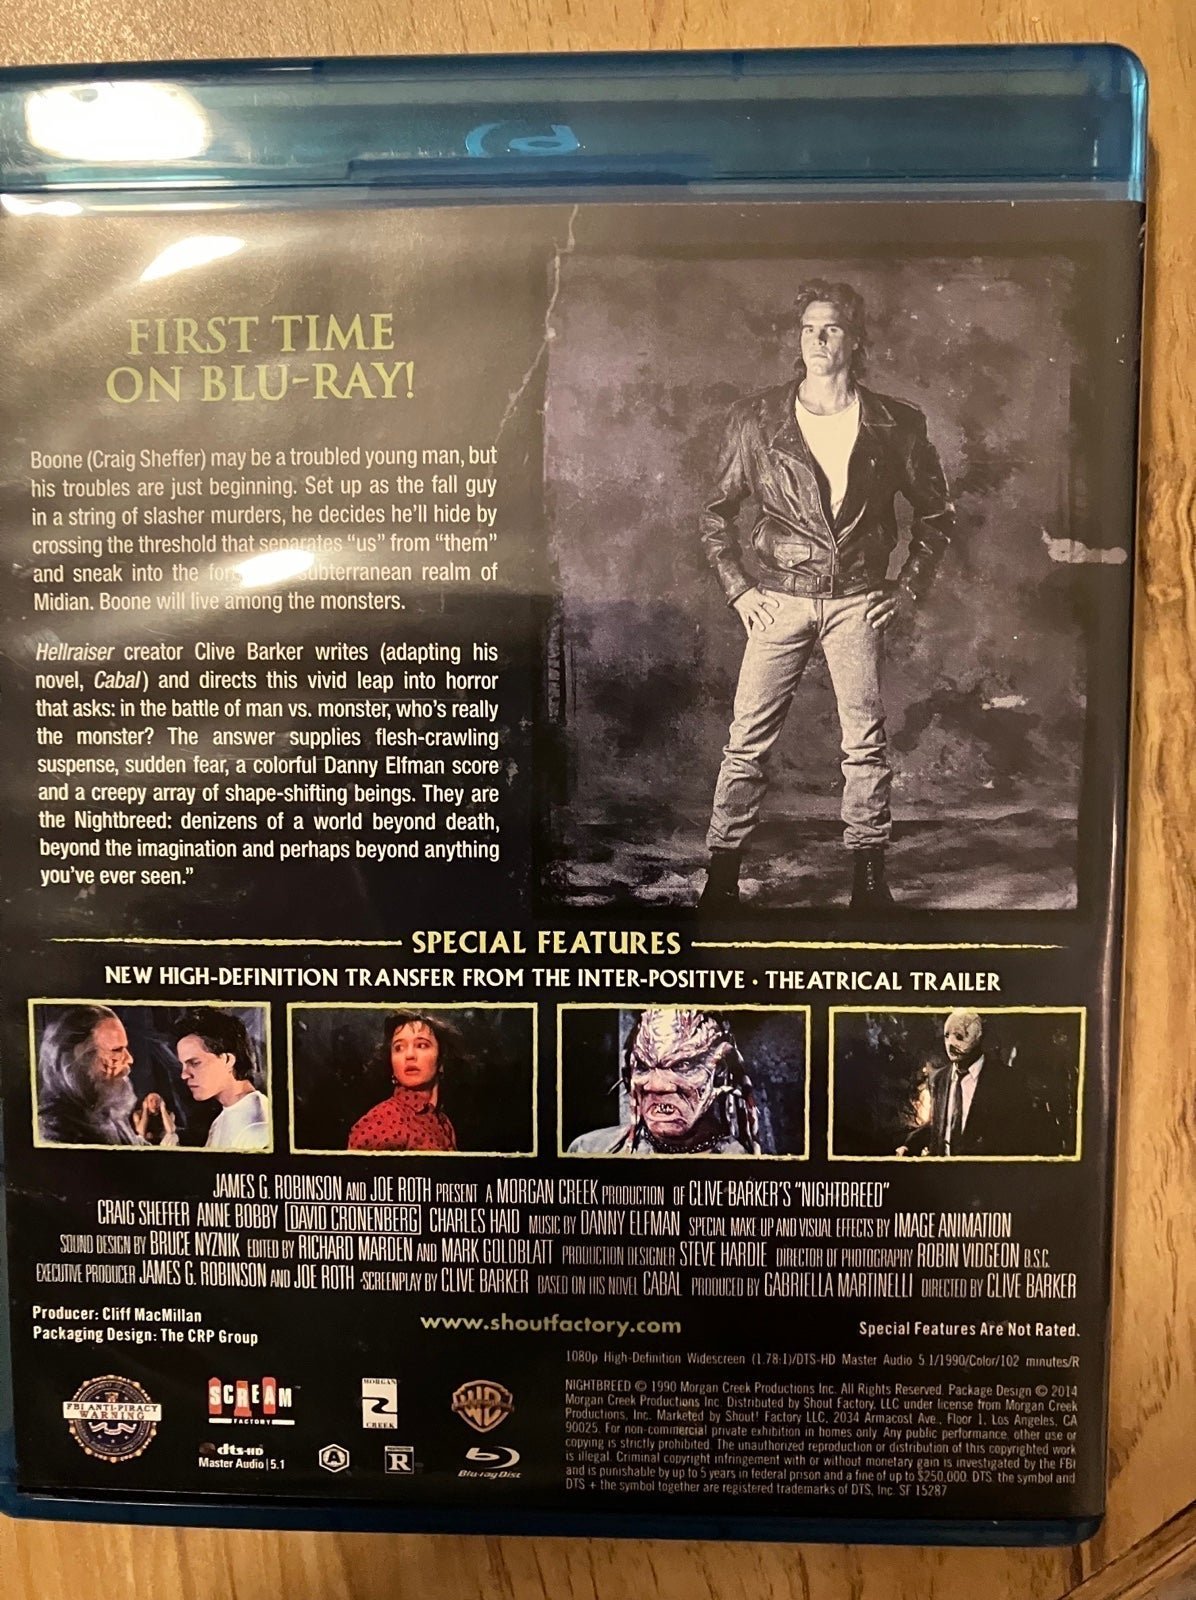 FIRST TIME
ON BLU-RAY!
Boone (Craig Sheffer) may be a troubled young man, but
his troubles are just beginning. Set up as the fall guy
in a string of slasher murders, he decides he'll hide by
crossing the threshold that separates "us" from "them"
and sneak into the subterranean realm of
Midian. Boone will live among the monsters.
Hellraiser creator Clive Barker writes (adapting his
novel, Cabal) and directs this vivid leap into horror
that asks: in the battle of man vs. monster, who's really
the monster? The answer supplies flesh-crawling
suspense, sudden fear, a colorful Danny Elfman score
and a creepy array of shape-shifting beings. They are
the Nightbreed: denizens of a world beyond death,
beyond the imagination and perhaps beyond anything
you've ever seen."
SPECIAL FEATURES
NEW HIGH-DEFINITION TRANSFER FROM THE INTER-POSITIVE • THEATRICAL TRAILER
JAMES G. ROBINSON AND JOE ROTH PRESENT A MORGAN CREEK PRODUCTION OF CLIVE BARKER'S "NIGHTBREED"
CRAIG SHEFFER ANNE BOBBY DAVID CRONENBERG CHARLES HAID MUSIC BY DANNY ELFMAN SPECIAL MAKE UP AND VISUAL EFFECTS BY IMAGE ANIMATION
SOUND DESIGN BY BRUCE NYZNIK EDITED BY RICHARD MARDEN AND MARK GOLDBLATT PRODUCTION DESIGNER STEVE HARDIE DIRECTOR OF PHOTOGRAPHY ROBIN VIDGEON B.S.C.
EXECUTIVE PRODUCER JAMES G. ROBINSON AND JOE ROTH SCREENPLAY BY CLIVE BARKER BASED ON HIS NOVEL CABAL PRODUCED BY GABRIELLA MARTINELLI DIRECTED BY CLIVE BARKER
Producer: Cliff MacMillan
Packaging Design: The CRP Group
www.shoutfactory.com
Special Features Are Not Rated.
1080p High-Definition Widescreen (1.78:1)/DTS-HD Master Audio 5.1/1990/Color/102 minutes/R
NIGHTBREED © 1990 Morgan Creek Productions Inc. All Rights Reserved. Package Design © 2014
Morgan Creek Productions Inc. Distributed by Shout Factory, LLC under license from Morgan Creek
Productions, Inc. Marketed by Shout! Factory LLC, 2034 Armacost Ave., Floor 1, Los Angeles, CA
90025. For non-commercial private exhibition in homes only. Any public performance, other use or
copying is strictly prohibited. The unauthorized reproduction or distribution of this copyrighted work
is illegal. Criminal copyright infringement with or without monetary gain is investigated by the FBI
and is punishable by up to 5 years in federal prison and a fine of up to $250,000. DTS, the symbol and
DTS + the symbol together are registered trademarks of DTS, Inc. SF 15287
FBI ANTI-PIRACY
WARNING
SCREAM
FACTORY
MORGAN
CREEK
WB
dts-HD
Master Audio | 5.1
A
R
Blu-ray Disc